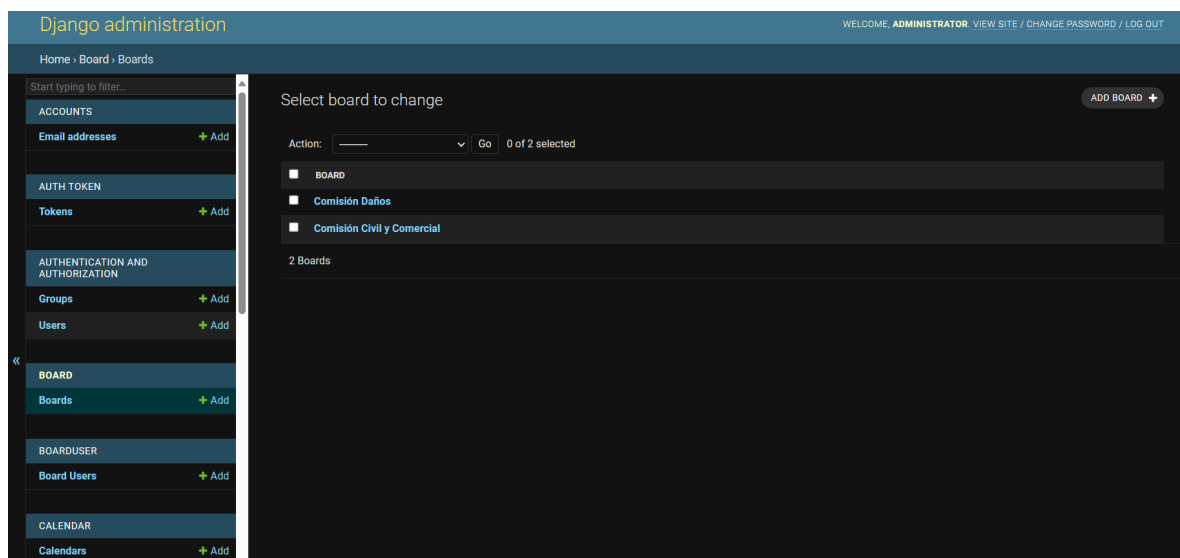 Django administration
WELCOME, ADMINISTRATOR. VIEW SITE / CHANGE PASSWORD / LOG OUT
Home › Board › Boards
Start typing to filter...
ACCOUNTS
Email addresses + Add
AUTH TOKEN
Tokens + Add
AUTHENTICATION AND
AUTHORIZATION
Groups + Add
Users + Add
BOARD
Boards + Add
BOARDUSER
Board Users + Add
CALENDAR
Calendars + Add
«
Select board to change
ADD BOARD +
Action: --------- Go 0 of 2 selected
BOARD
Comisión Daños
Comisión Civil y Comercial
2 Boards